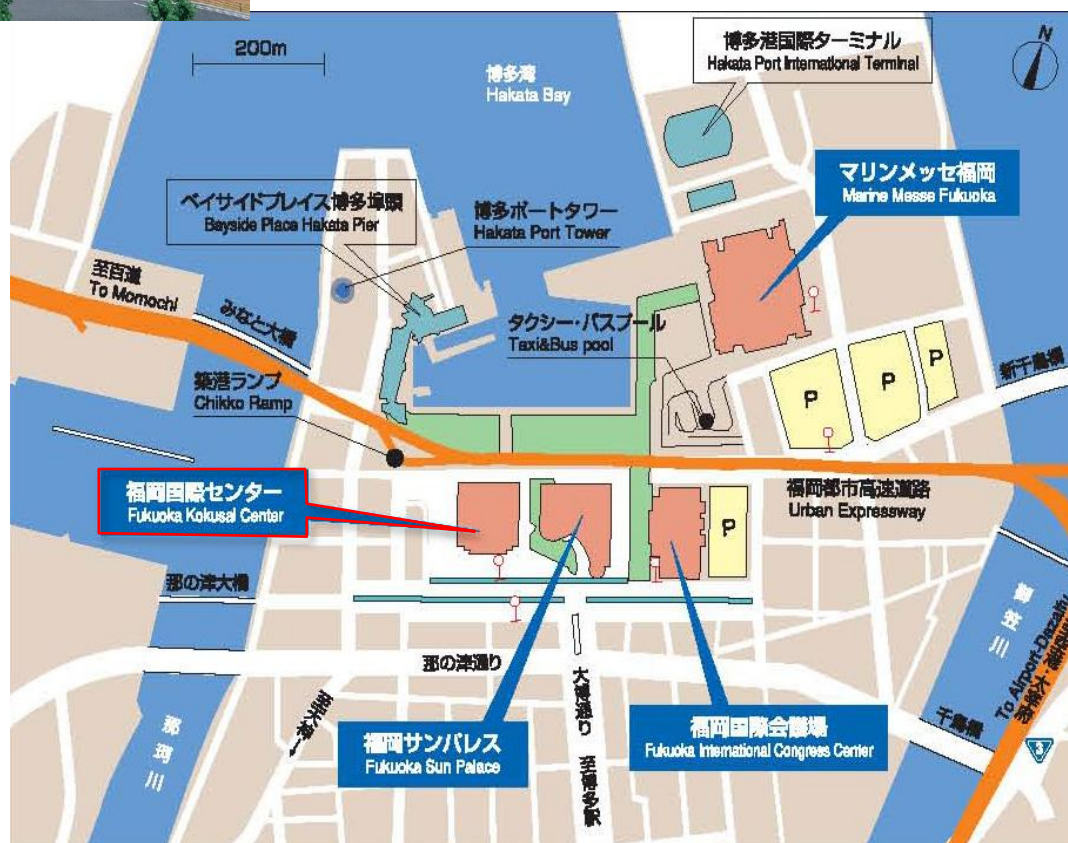 200m
博多湾
Hakata Bay
博多港国際ターミナル
Hakata Port International Terminal
N
マリンメッセ福岡
Marine Messe Fukuoka
ベイサイドプレイス博多埠頭
Bayside Place Hakata Pier
博多ポートタワー
Hakata Port Tower
至百道
To Momochi
みなと大橋
タクシー・バスプール
Taxi&Bus pool
築港ランプ
Chikko Ramp
新千鳥橋
P
P
P
福岡国際センター
Fukuoka Kokusai Center
福岡都市高速道路
Urban Expressway
P
那の津大橋
御笠川
那の津通り
大博通り 至博多駅
至天神→
To Airport・Dazaifu
千鳥橋
3
那珂川
福岡サンパレス
Fukuoka Sun Palace
福岡国際会議場
Fukuoka International Congress Center